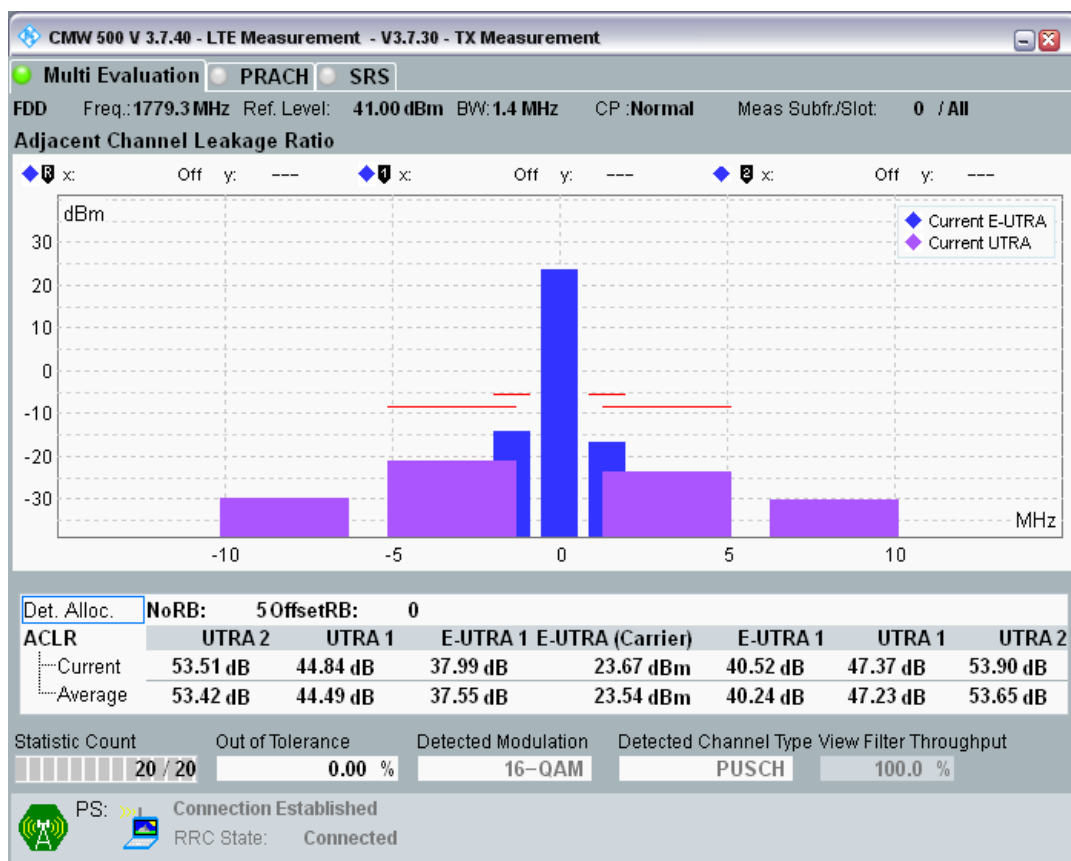 CMW 500 V 3.7.40 - LTE Measurement - V3.7.30 - TX Measurement
Multi Evaluation PRACH SRS
FDD Freq.: 1779.3 MHz Ref. Level: 41.00 dBm BW: 1.4 MHz CP :Normal Meas Subfr./Slot: 0 / All
Adjacent Channel Leakage Ratio
R x: Off y: --- 1 x: Off y: --- 2 x: Off y: ---
dBm
Current E-UTRA
Current UTRA
30
20
10
0
-10
-20
-30
MHz
-10 -5 0 5 10
Det. Alloc. NoRB: 5 OffsetRB: 0
ACLR UTRA 2 UTRA 1 E-UTRA 1 E-UTRA (Carrier) E-UTRA 1 UTRA 1 UTRA 2
Current 53.51 dB 44.84 dB 37.99 dB 23.67 dBm 40.52 dB 47.37 dB 53.90 dB
Average 53.42 dB 44.49 dB 37.55 dB 23.54 dBm 40.24 dB 47.23 dB 53.65 dB
Statistic Count Out of Tolerance Detected Modulation Detected Channel Type View Filter Throughput
20 / 20 0.00 % 16-QAM PUSCH 100.0 %
PS: Connection Established
RRC State: Connected